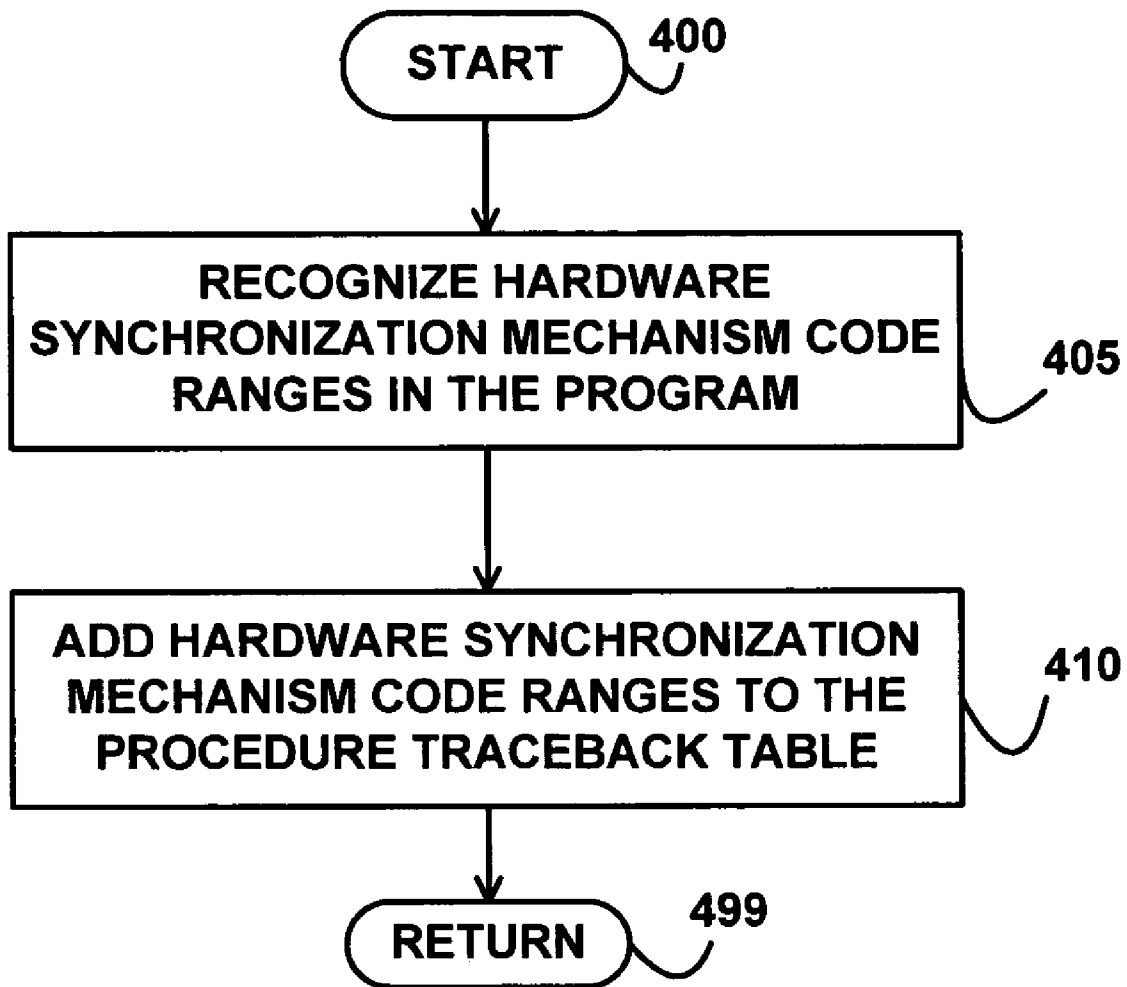 START
400
RECOGNIZE HARDWARE
SYNCHRONIZATION MECHANISM CODE
RANGES IN THE PROGRAM
405
ADD HARDWARE SYNCHRONIZATION
MECHANISM CODE RANGES TO THE
PROCEDURE TRACEBACK TABLE
410
RETURN
499